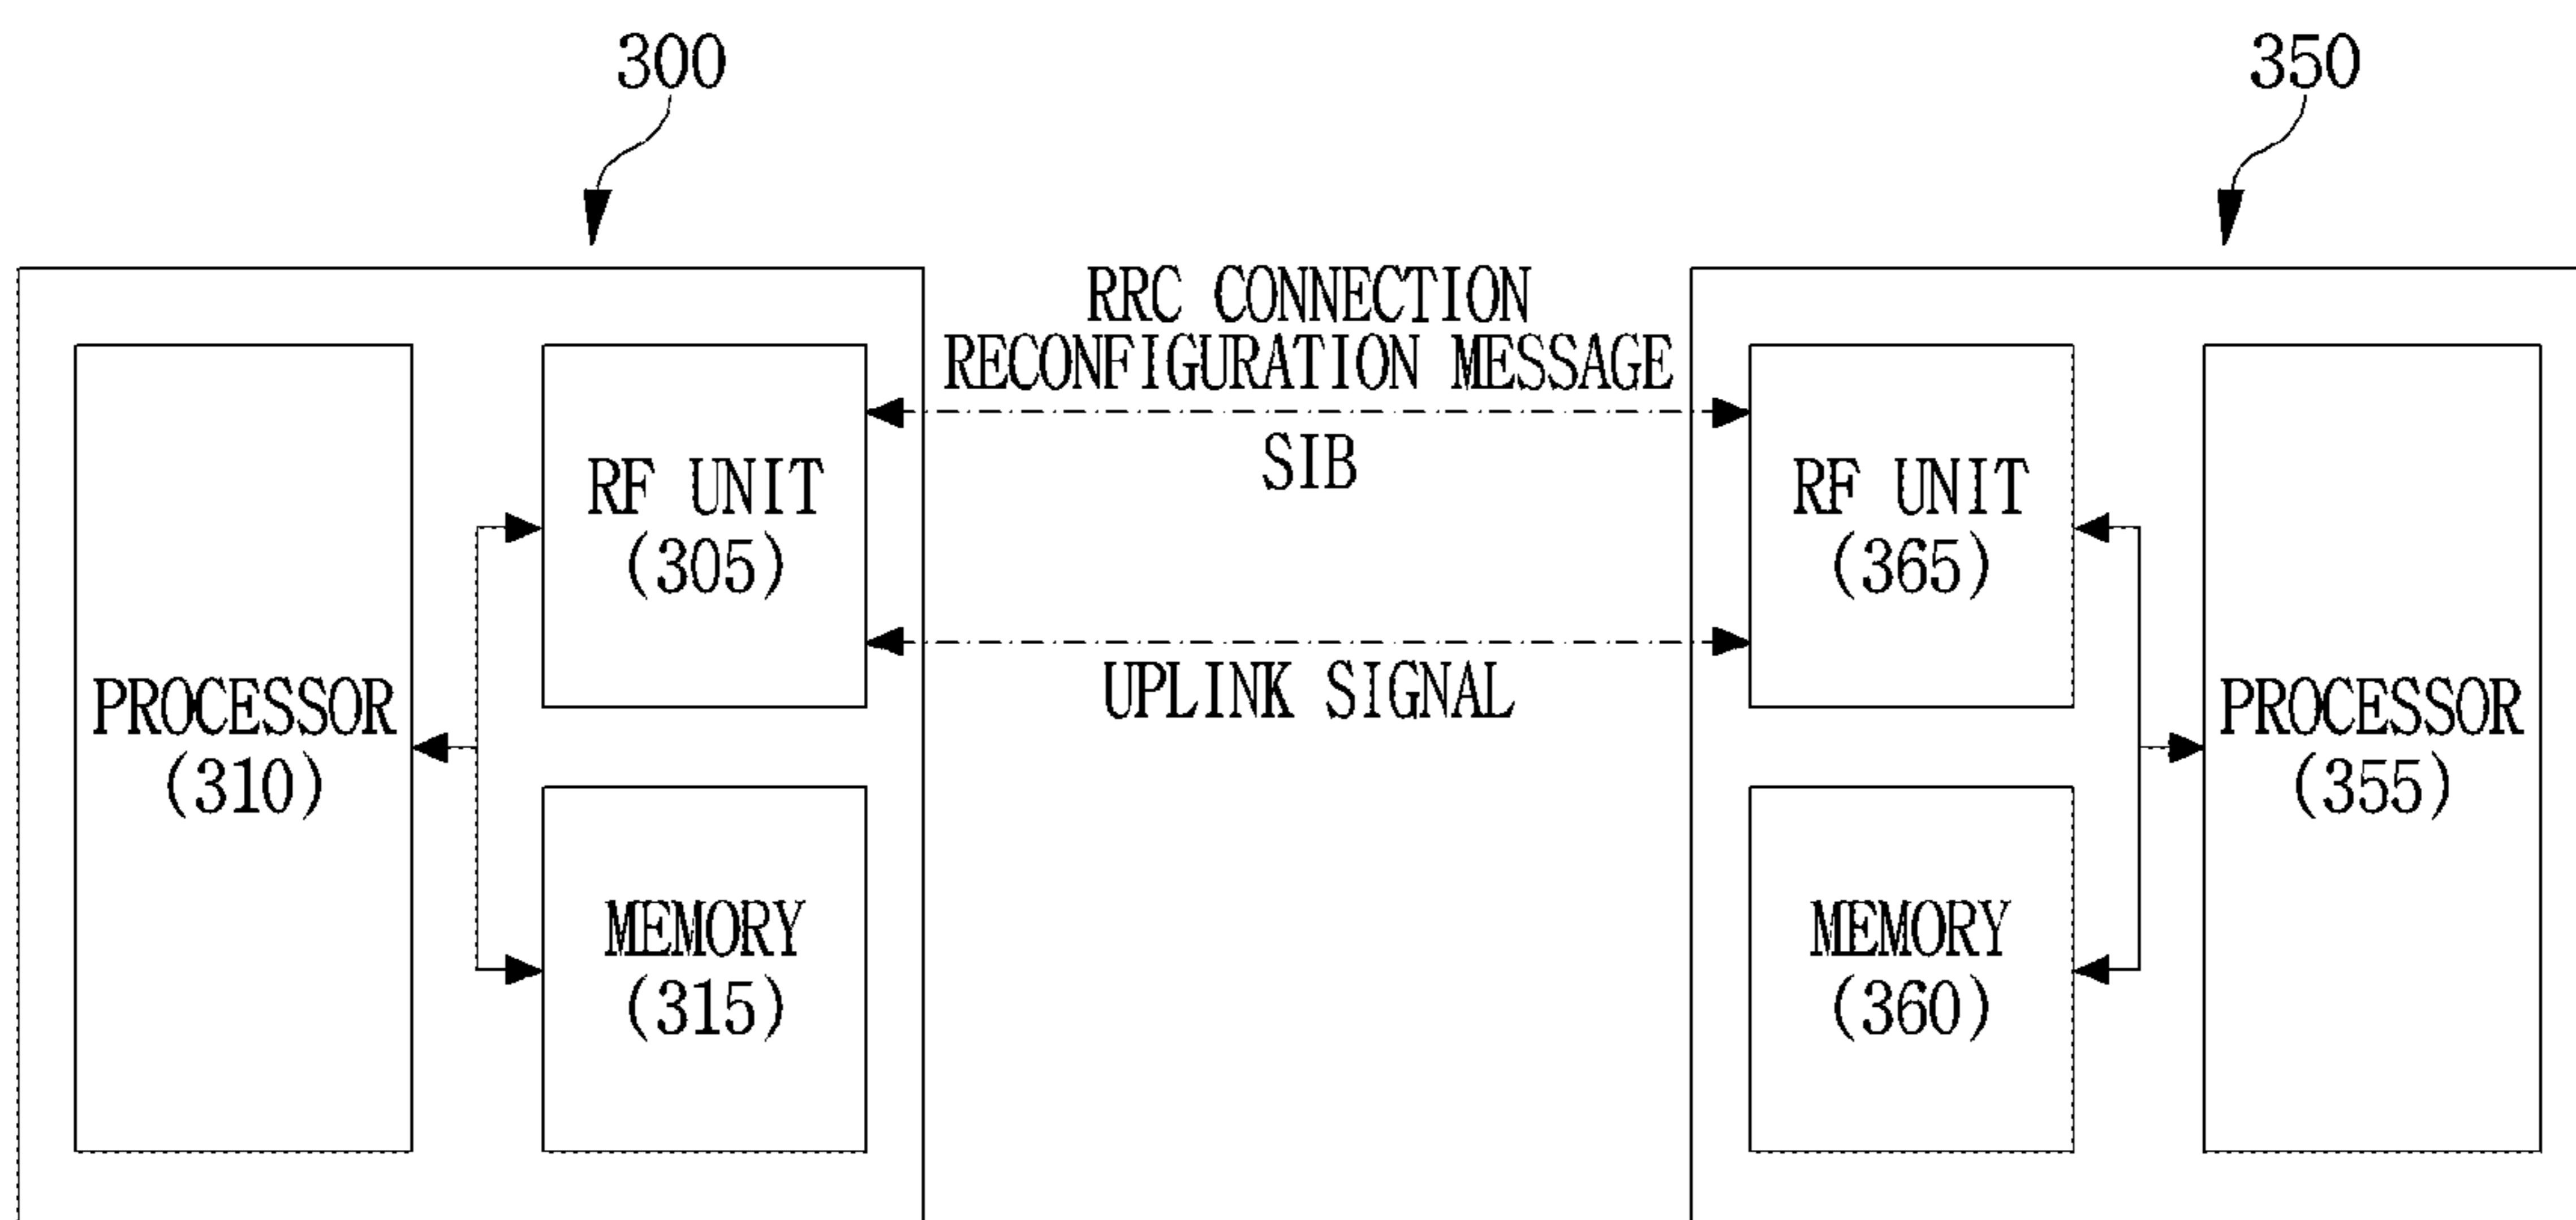 300
350
RRC CONNECTION
RECONFIGURATION MESSAGE
SIB
RF UNIT
(305)
RF UNIT
(365)
UPLINK SIGNAL
PROCESSOR
(310)
PROCESSOR
(355)
MEMORY
(315)
MEMORY
(360)